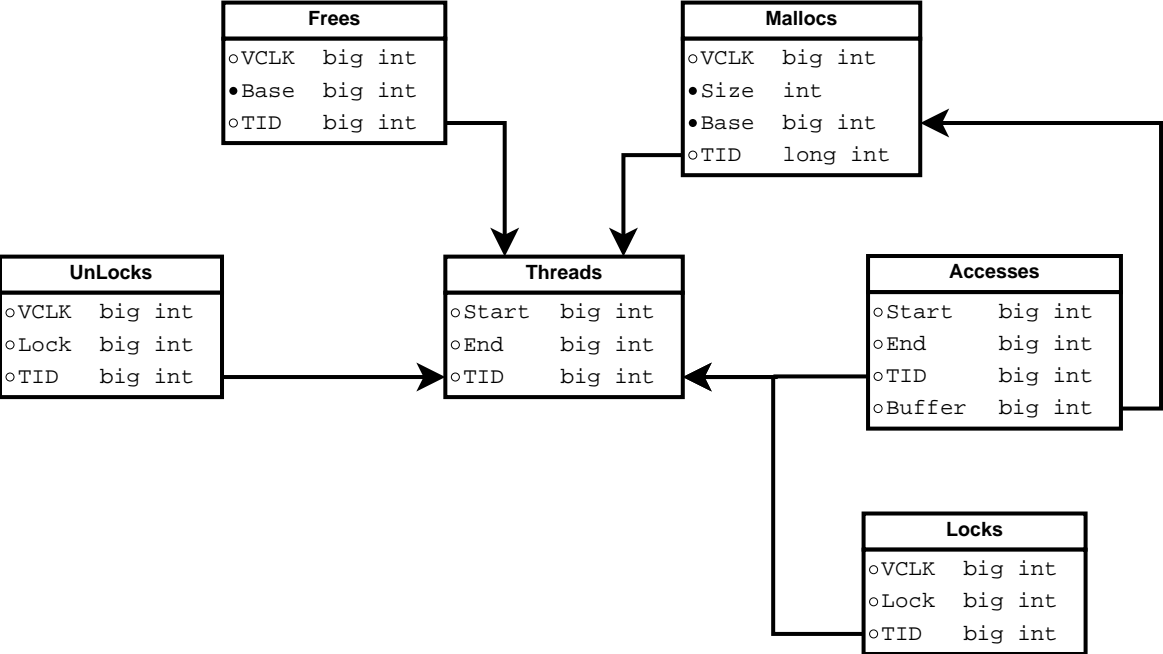 Frees
○VCLK big int
●Base big int
○TID big int
Mallocs
○VCLK big int
●Size int
●Base big int
○TID long int
UnLocks
○VCLK big int
○Lock big int
○TID big int
Threads
○Start big int
○End big int
○TID big int
Accesses
○Start big int
○End big int
○TID big int
○Buffer big int
Locks
○VCLK big int
○Lock big int
○TID big int